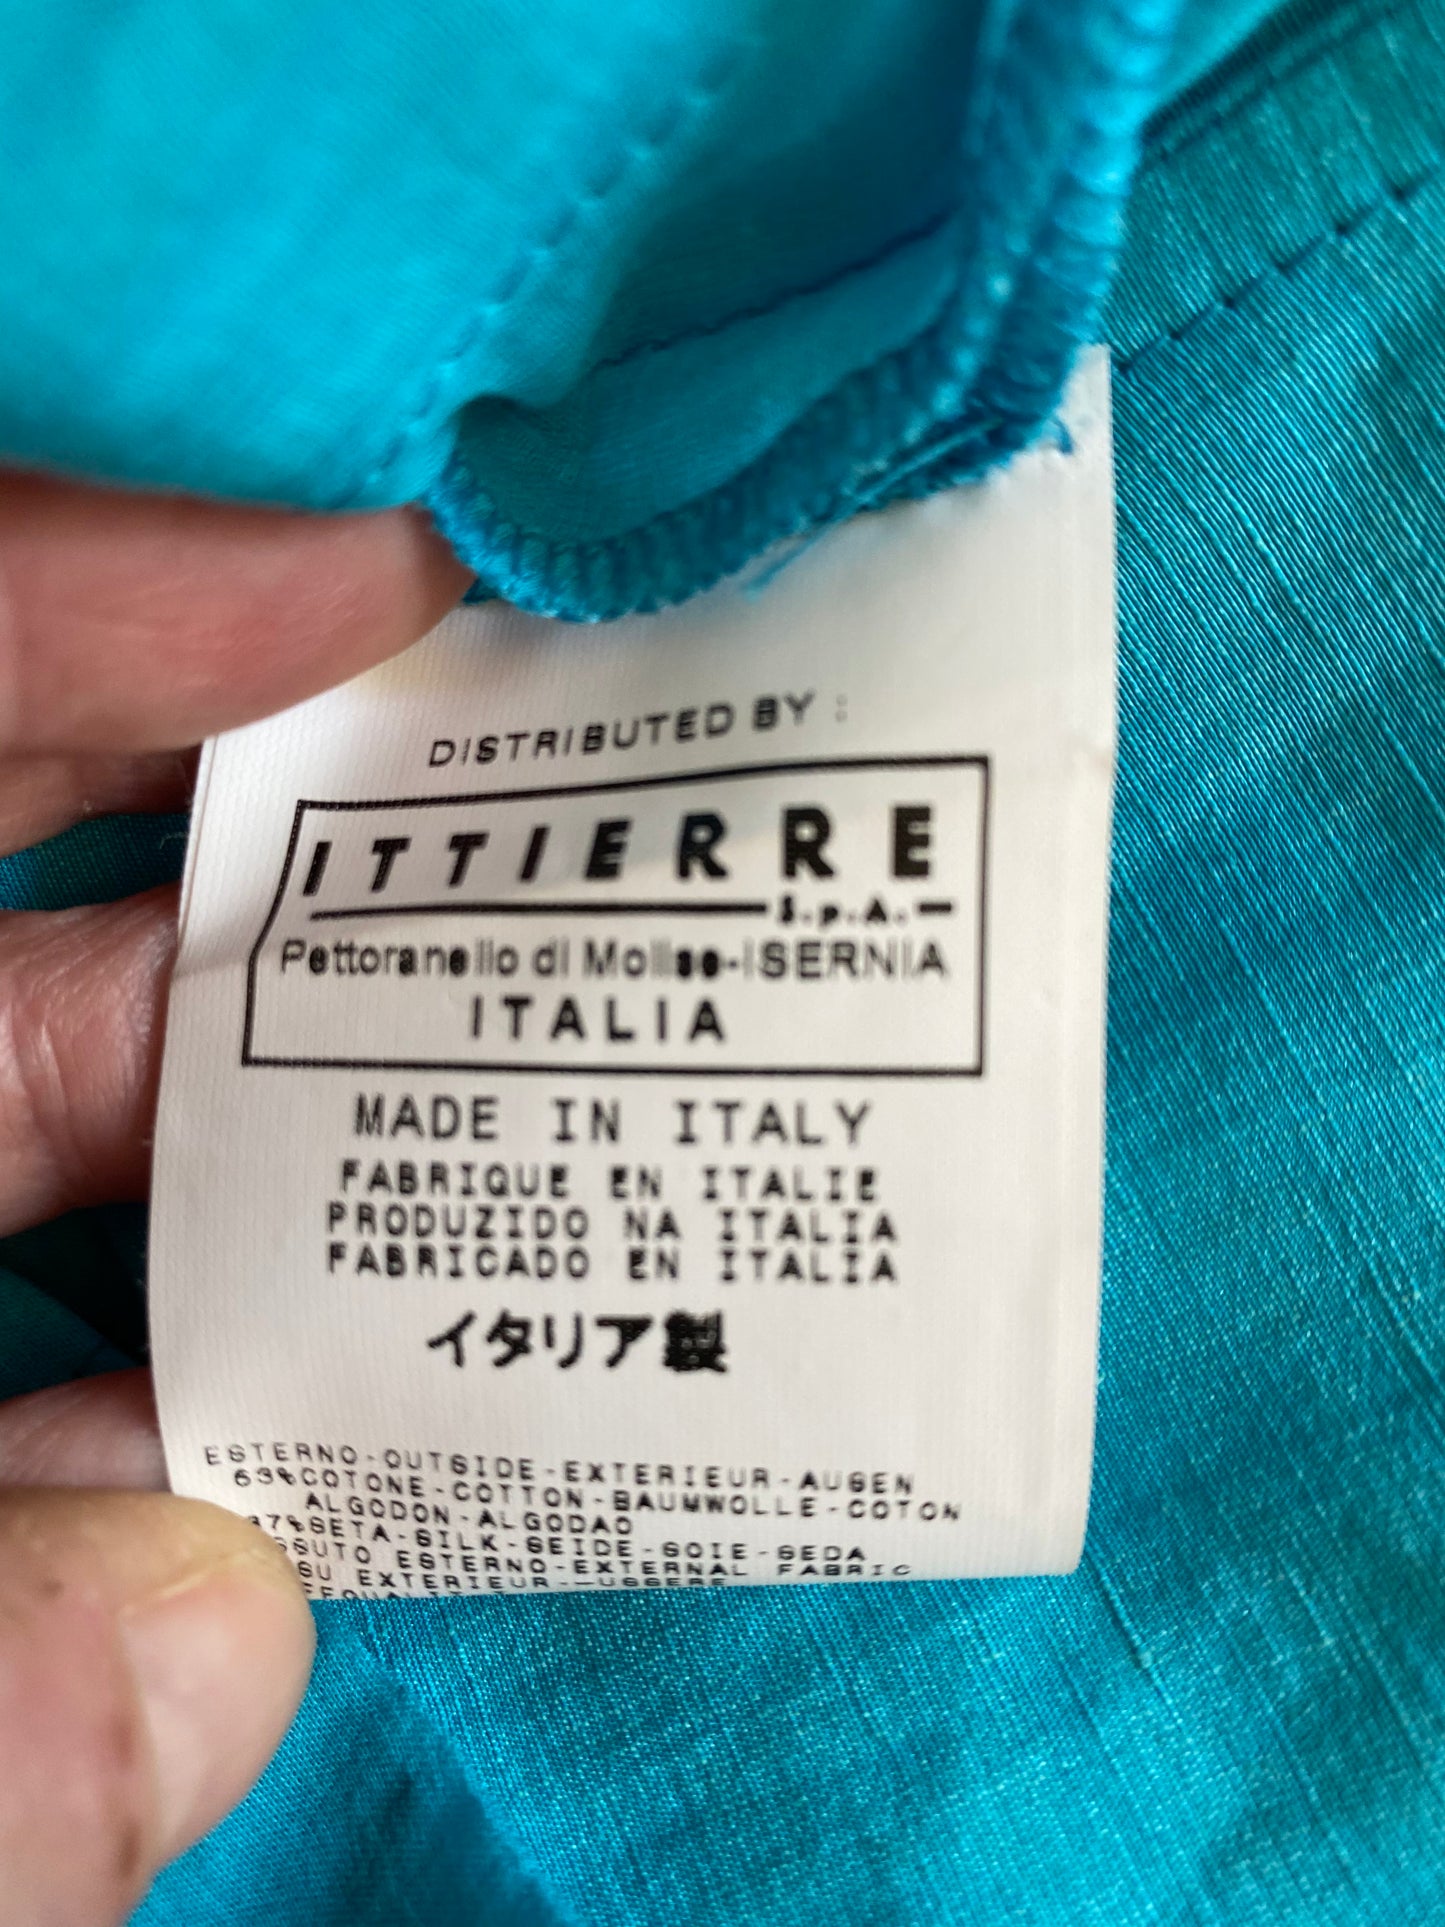 DISTRIBUTED BY :
ITTIERRE
S.p.A.
Pettoranello di Molise-ISERNIA
ITALIA
MADE IN ITALY
FABRIQUE EN ITALIE
PRODUZIDO NA ITALIA
FABRICADO EN ITALIA
イタリア製
ESTERNO-OUTSIDE-EXTERIEUR-AUSEN
63%COTONE-COTTON-BAUMWOLLE-COTON
ALGODON-ALGODAO
37%SETA-SILK-SEIDE-SOIE-SEDA
ESTERNO-EXTERNAL FABRIC
EXTERIEUR